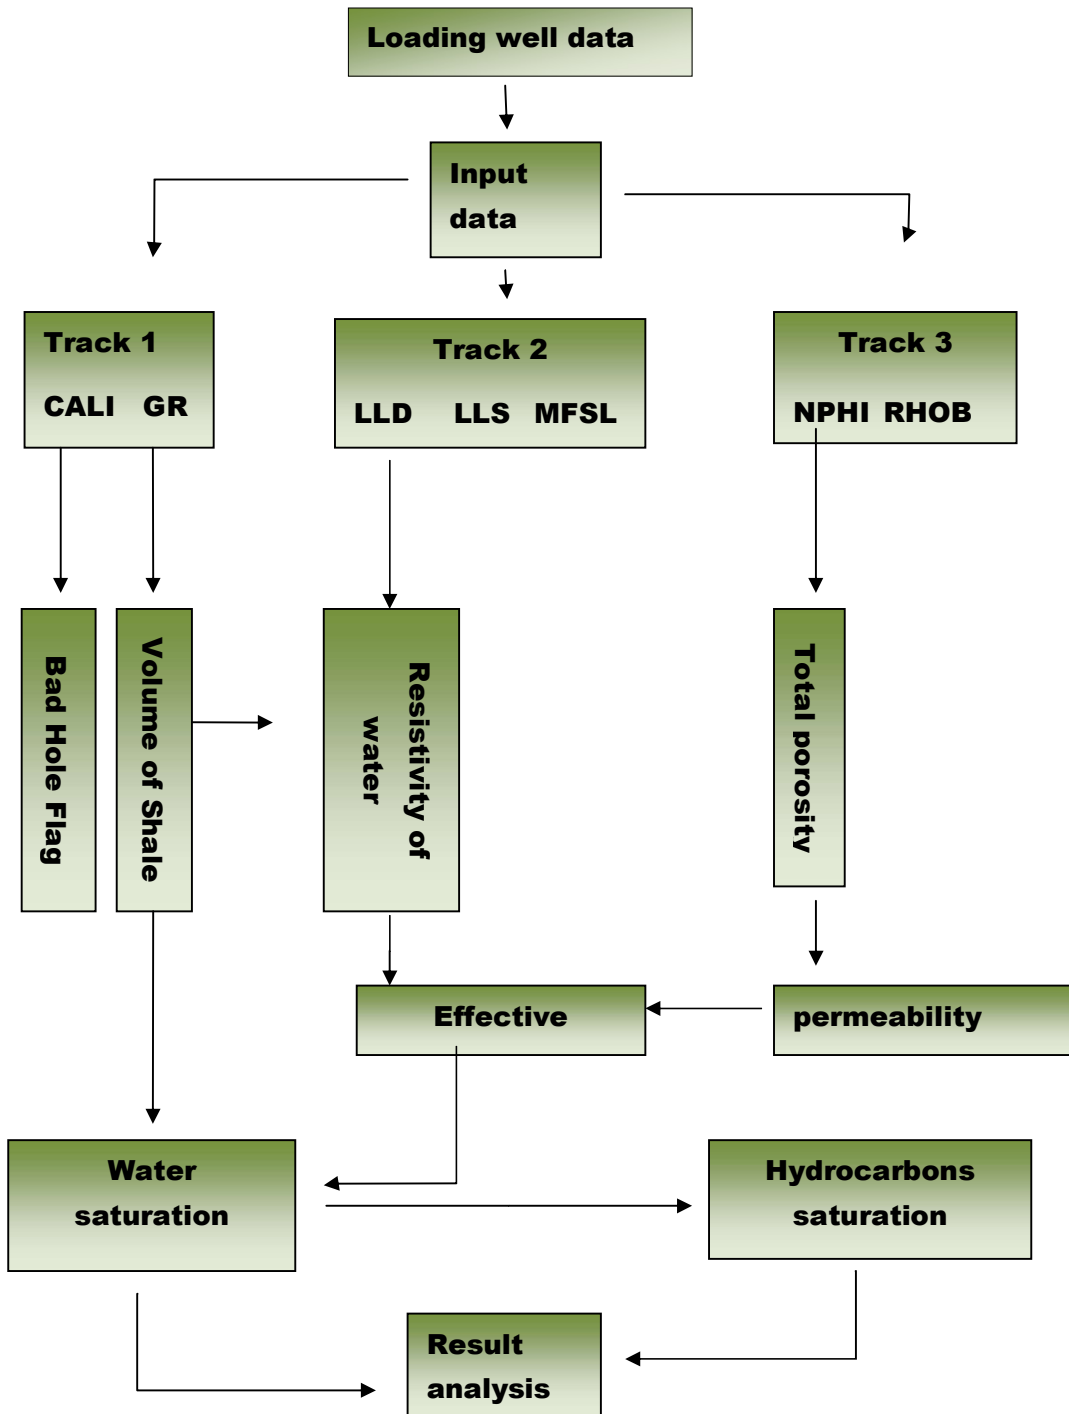 Loading well data
Input
data
Track 1
CALI GR
Track 2
LLD LLS MFSL
Track 3
NPHI RHOB
Bad Hole Flag
Volume of Shale
Resistivity of
water
Total porosity
Effective
permeability
Water
saturation
Hydrocarbons
saturation
Result
analysis